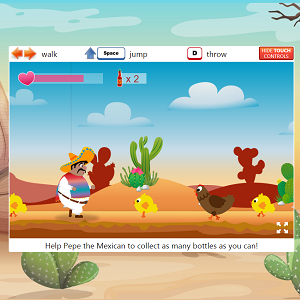 walk Space jump D throw HIDE TOUCH
CONTROLS
x 2
Help Pepe the Mexican to collect as many bottles as you can!